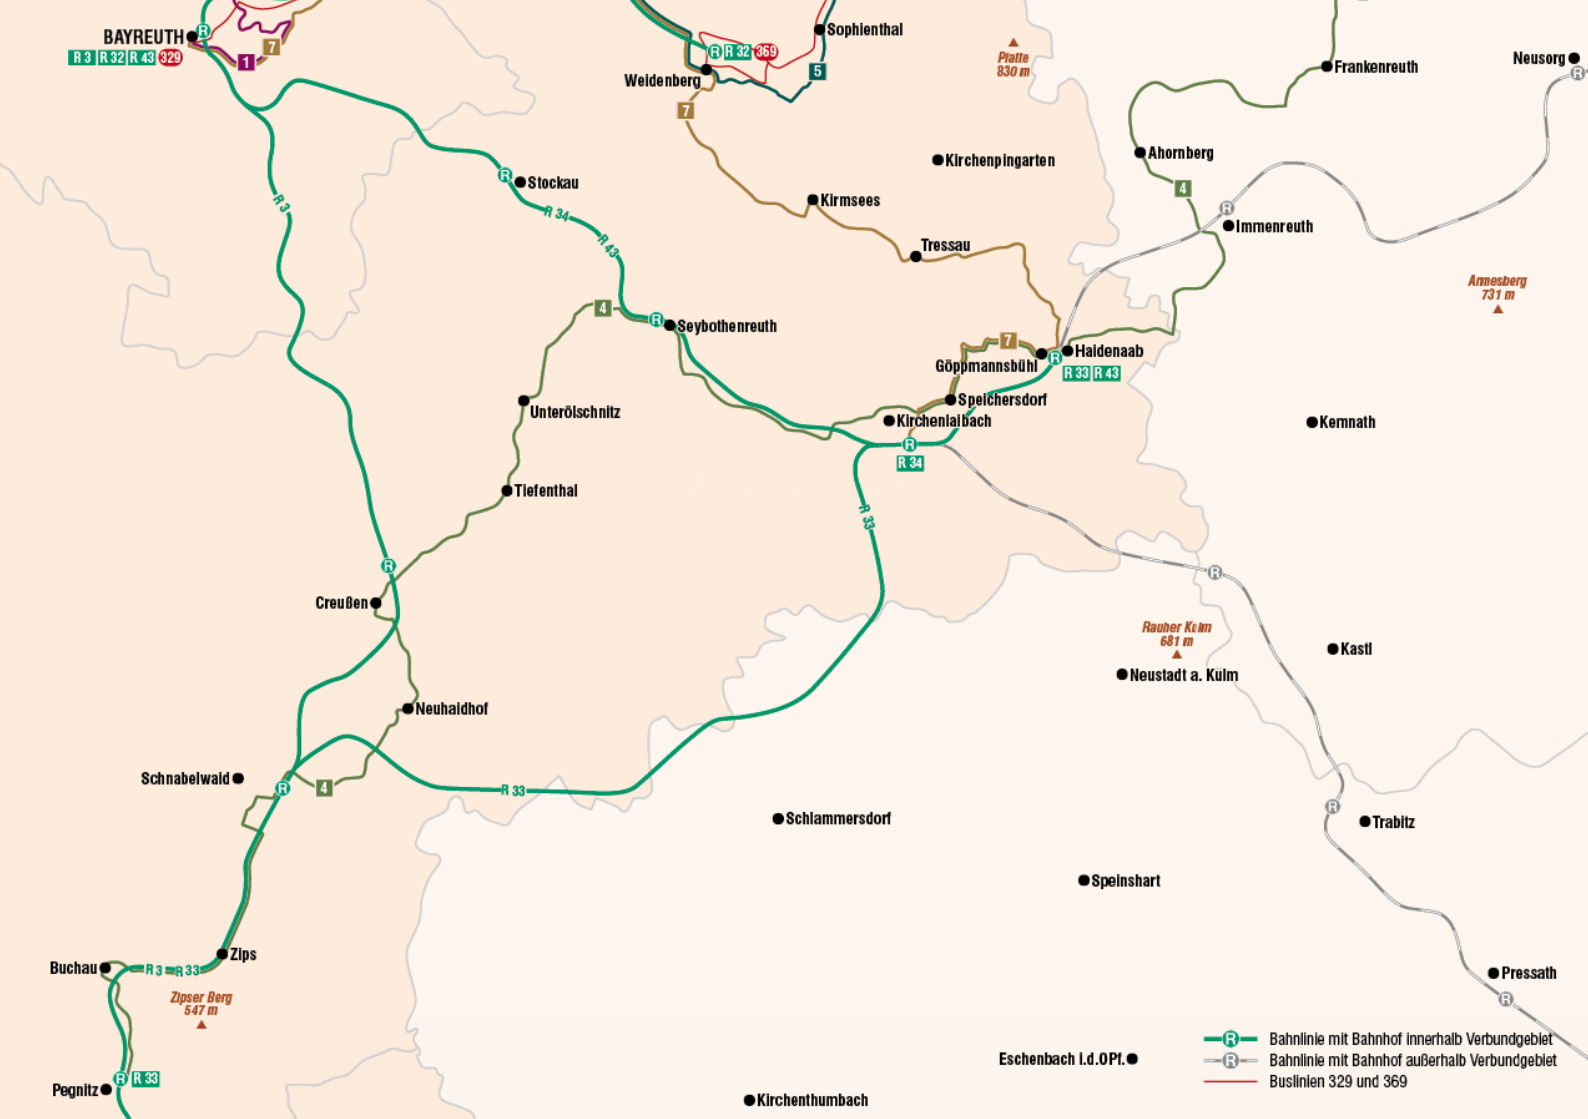 Sophienthal
BAYREUTH
R 3 R 32 R 43 329
7
1
R
R R 32 369
5
Weidenberg
7
Platte
830 m
Frankenreuth
Neusorg
R
Kirchenpingarten
Ahornberg
4
R
Stockau
R 3
R 34
Kirmsees
R
Immenreuth
R 43
Tressau
Armesberg
731 m
4
R
Seybothenreuth
7
Göppmannsbühl
R
Haidenaab
R 33 R 43
Unterölschnitz
Speichersdorf
Kirchenlaibach
R
R 34
Kemnath
Tiefenthal
R 33
R
R
Creußen
Rauher Kulm
681 m
Kastl
Neustadt a. Kulm
Neuhaidhof
Schnabelwaid
R
4
R 33
R
Schlammersdorf
Trabitz
Speinshart
Zips
Buchau
R 3 R 33
Pressath
R
Zipser Berg
547 m
R Bahnlinie mit Bahnhof innerhalb Verbundgebiet
Eschenbach i.d.OPf.
R Bahnlinie mit Bahnhof außerhalb Verbundgebiet
Buslinien 329 und 369
R R 33
Pegnitz
Kirchenthumbach